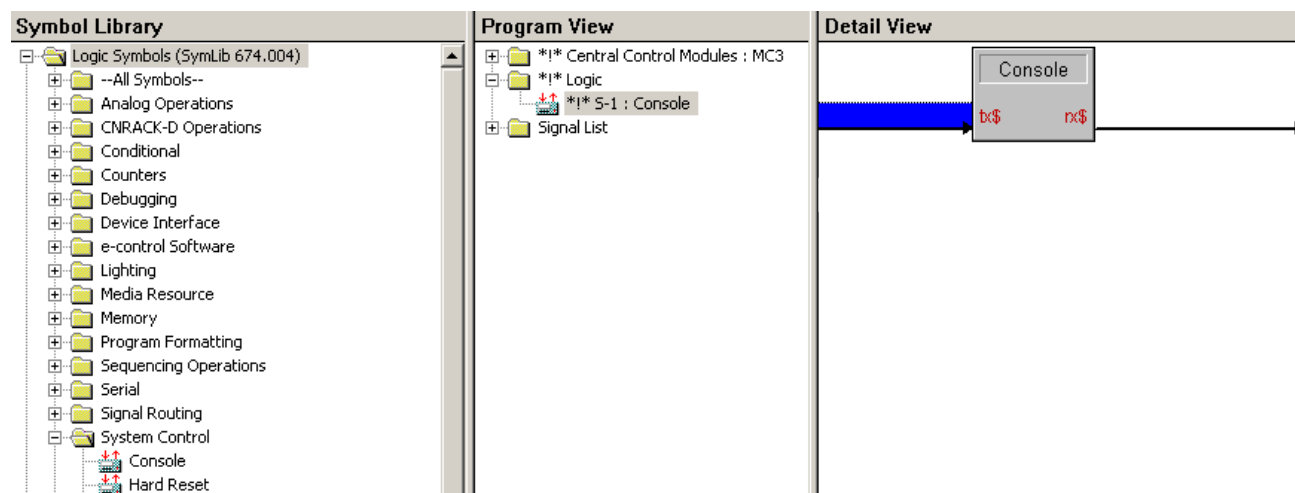 Symbol Library
Logic Symbols (SymLib 674.004)
--All Symbols--
Analog Operations
CNRACK-D Operations
Conditional
Counters
Debugging
Device Interface
e-control Software
Lighting
Media Resource
Memory
Program Formatting
Sequencing Operations
Serial
Signal Routing
System Control
Console
Hard Reset
Program View
*!* Central Control Modules : MC3
*!* Logic
*!* S-1 : Console
Signal List
Detail View
Console
tx$ rx$